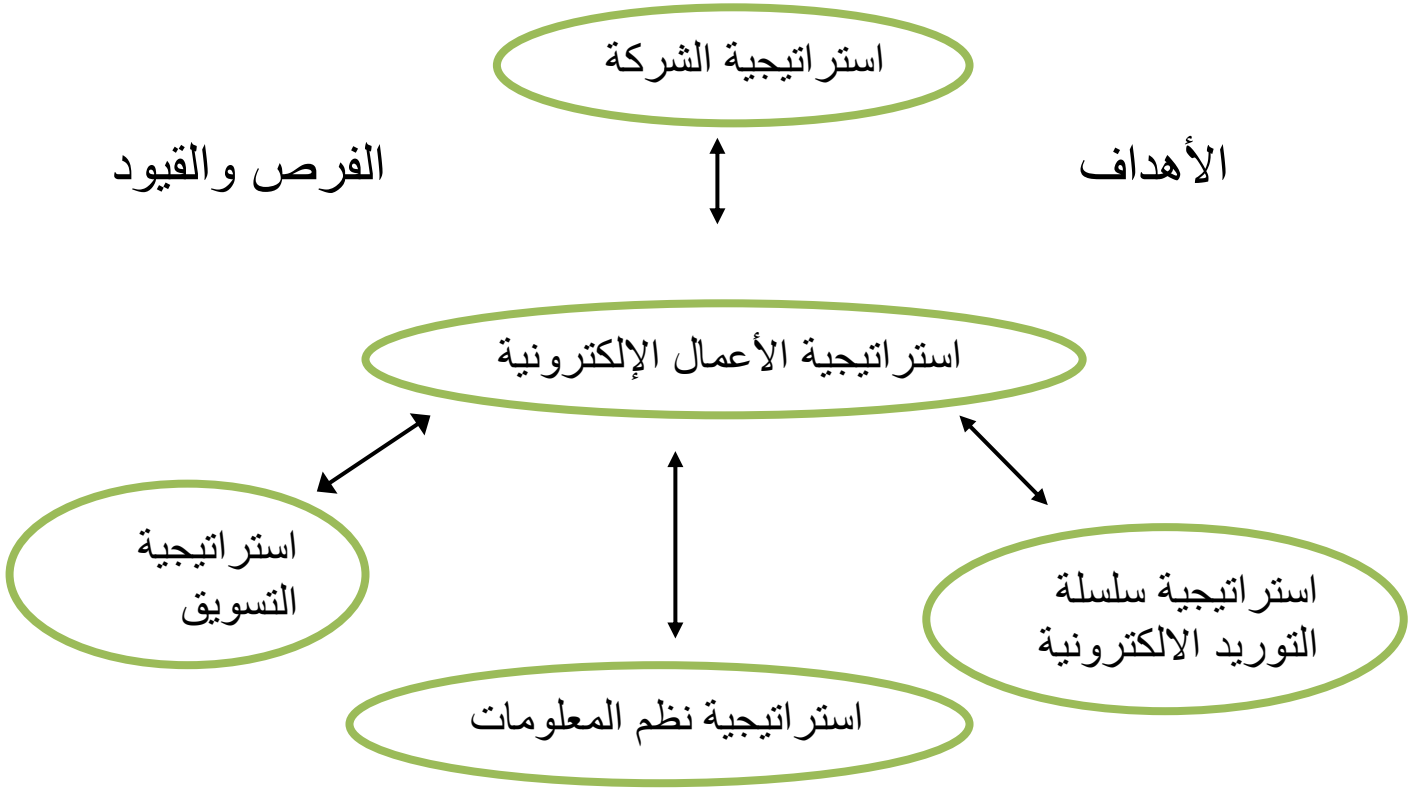 استراتيجية الشركة
الأهداف
الفرص والقيود
استراتيجية الأعمال الإلكترونية
استراتيجية سلسلة
التوريد الالكترونية
استراتيجية
التسويق
استراتيجية نظم المعلومات